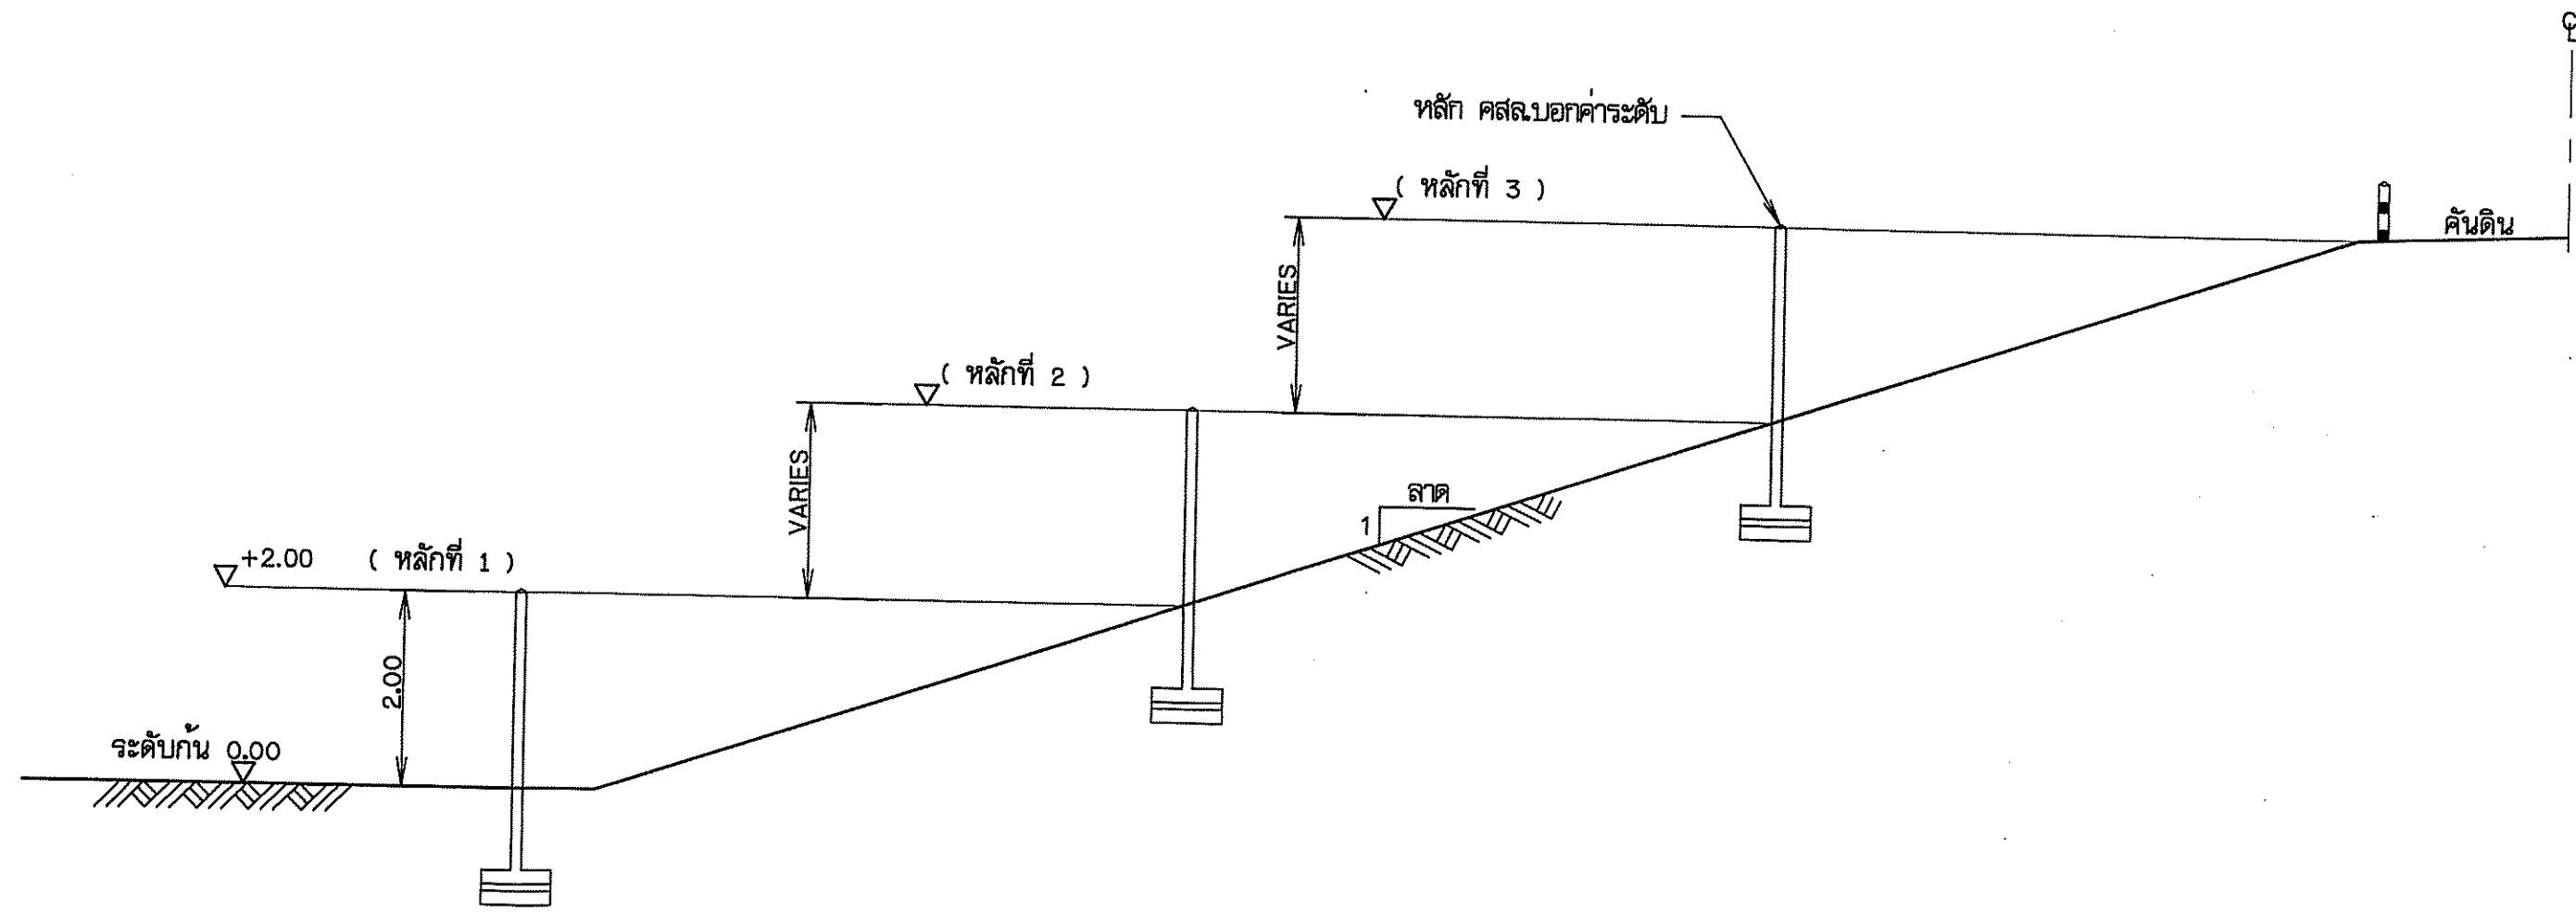 ℄
หลัก คสล.บอกค่าระดับ
( หลักที่ 3 )
คันดิน
VARIES
( หลักที่ 2 )
VARIES
ลาด
1
+2.00 ( หลักที่ 1 )
2.00
ระดับก้น 0.00